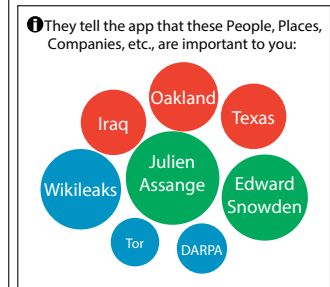 They tell the app that these People, Places,
Companies, etc., are important to you:
Oakland
Iraq
Texas
Julien
Assange
Wikileaks
Edward
Snowden
Tor
DARPA